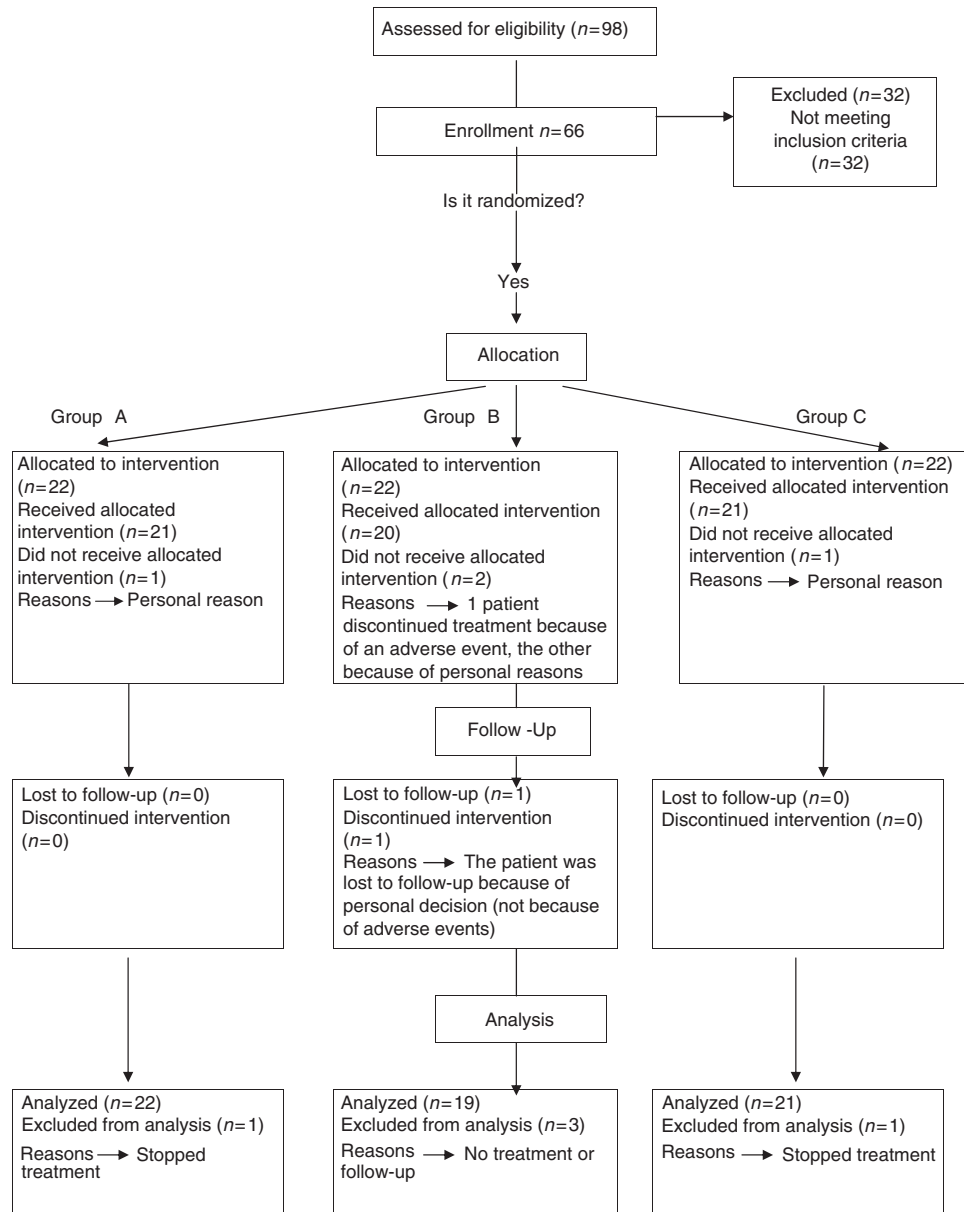 Assessed for eligibility (n=98)
Enrollment n=66
Excluded (n=32)
Not meeting
inclusion criteria
(n=32)
Is it randomized?
Yes
Allocation
Group A
Group B
Group C
Allocated to intervention
(n=22)
Received allocated
intervention (n=21)
Did not receive allocated
intervention (n=1)
Reasons → Personal reason
Allocated to intervention
(n=22)
Received allocated intervention
(n=20)
Did not receive allocated
intervention (n=2)
Reasons → 1 patient
discontinued treatment because
of an adverse event, the other
because of personal reasons
Allocated to intervention (n=22)
Received allocated intervention
(n=21)
Did not receive allocated
intervention (n=1)
Reasons → Personal reason
Follow -Up
Lost to follow-up (n=0)
Discontinued intervention
(n=0)
Lost to follow-up (n=1)
Discontinued intervention
(n=1)
Reasons → The patient was
lost to follow-up because of
personal decision (not because
of adverse events)
Lost to follow-up (n=0)
Discontinued intervention (n=0)
Analysis
Analyzed (n=22)
Excluded from analysis (n=1)
Reasons → Stopped
treatment
Analyzed (n=19)
Excluded from analysis (n=3)
Reasons → No treatment or
follow-up
Analyzed (n=21)
Excluded from analysis (n=1)
Reasons → Stopped treatment